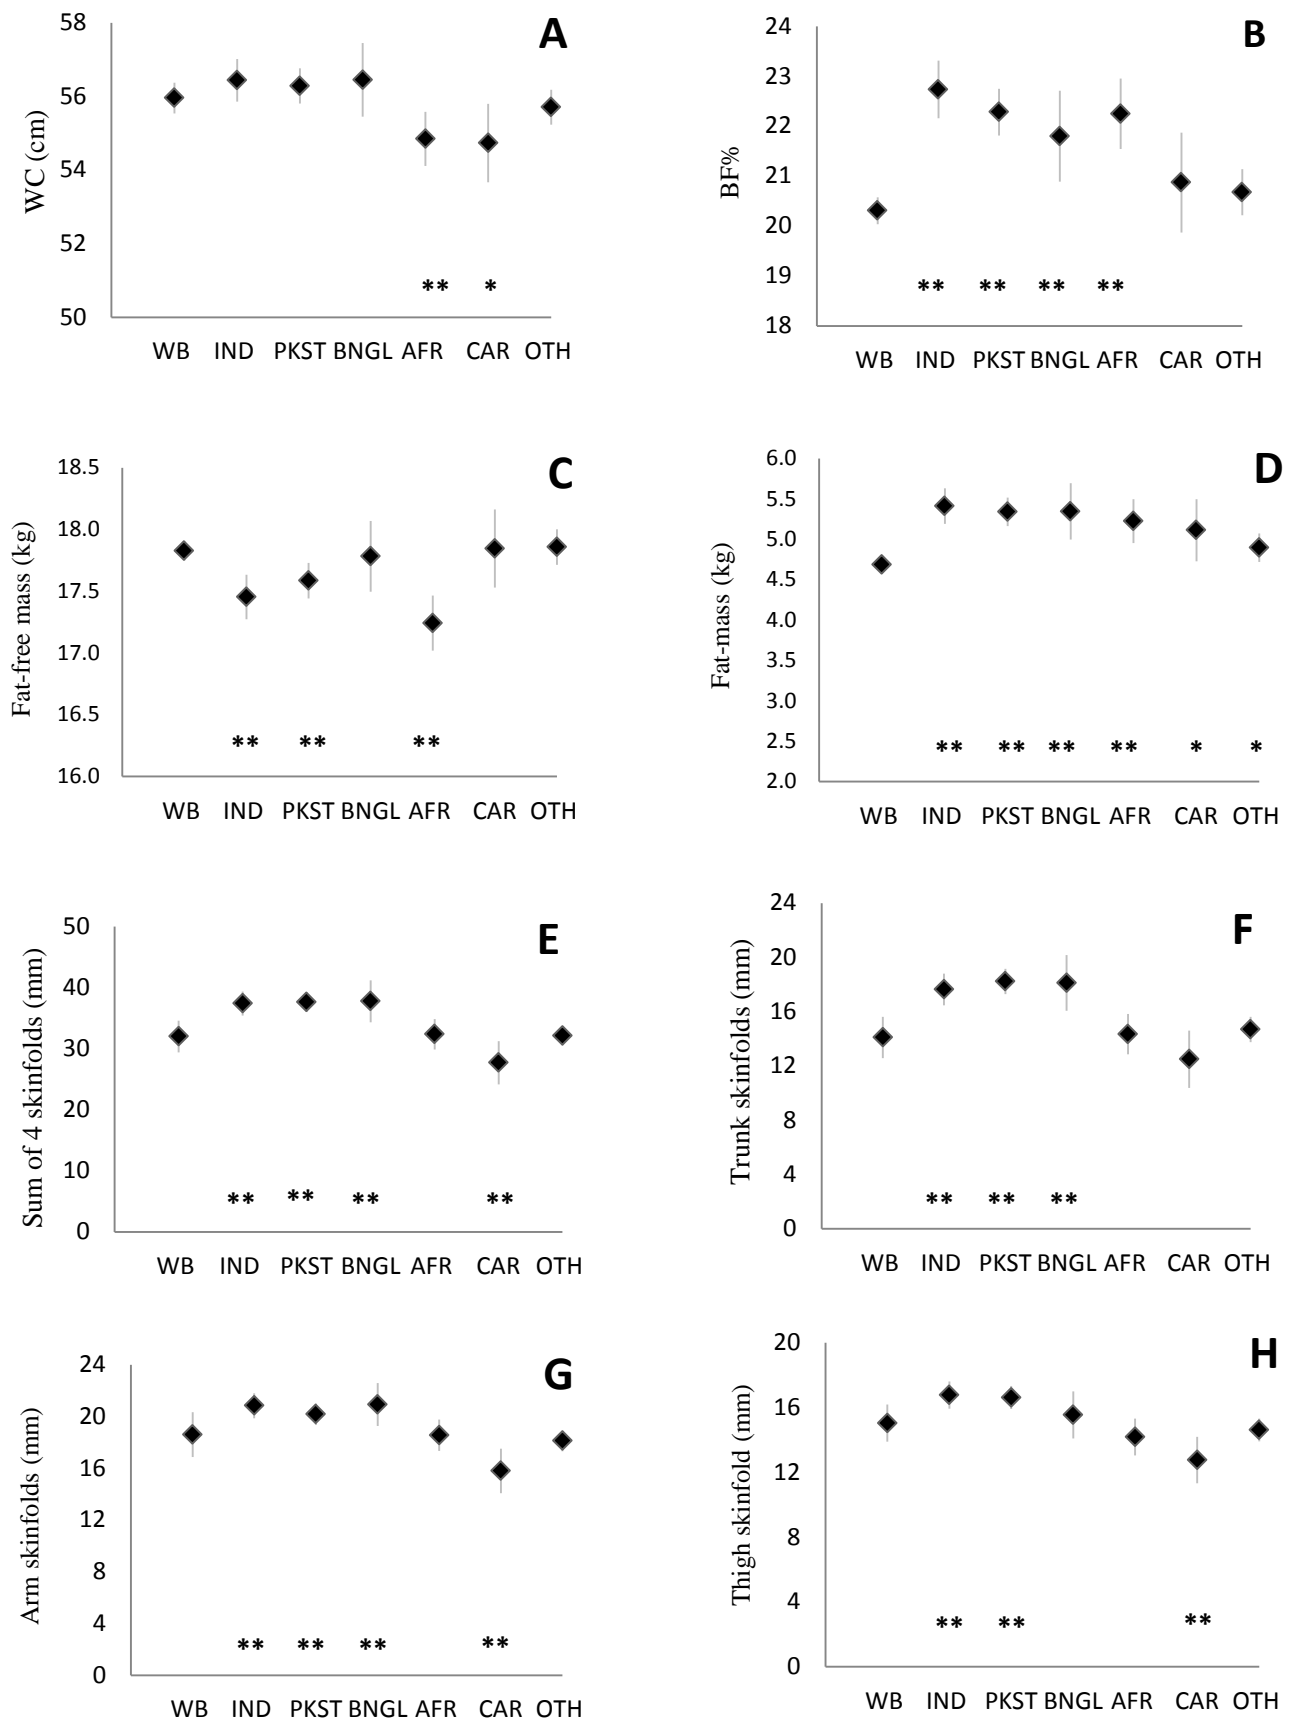 A
WC (cm)
58
56
54
52
50
** *
WB IND PKST BNGL AFR CAR OTH
B
BF%
24
23
22
21
20
19
18
** ** ** **
WB IND PKST BNGL AFR CAR OTH
C
Fat-free mass (kg)
18.5
18.0
17.5
17.0
16.5
16.0
** ** **
WB IND PKST BNGL AFR CAR OTH
D
Fat-mass (kg)
6.0
5.5
5.0
4.5
4.0
3.5
3.0
2.5
2.0
** ** ** ** * *
WB IND PKST BNGL AFR CAR OTH
E
Sum of 4 skinfolds (mm)
50
40
30
20
10
0
** ** ** **
WB IND PKST BNGL AFR CAR OTH
F
Trunk skinfolds (mm)
24
20
16
12
8
4
0
** ** **
WB IND PKST BNGL AFR CAR OTH
G
Arm skinfolds (mm)
24
20
16
12
8
4
0
** ** ** **
WB IND PKST BNGL AFR CAR OTH
H
Thigh skinfold (mm)
20
16
12
8
4
0
** ** **
WB IND PKST BNGL AFR CAR OTH